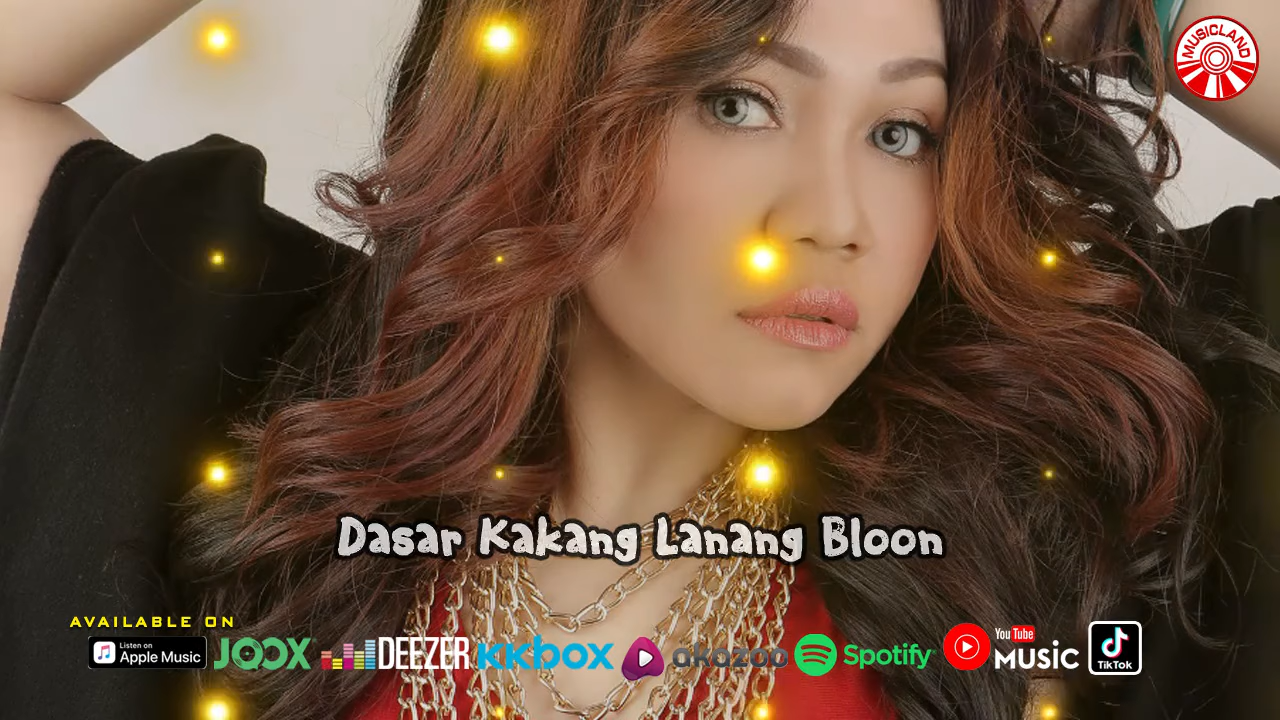 MUSICLAND
Dasar Kakang Lanang Bloon
AVAILABLE ON
Listen on
Apple Music
JOOX
DEEZER
KKBOX
akazoo
Spotify
YouTube
MUSIC
TikTok